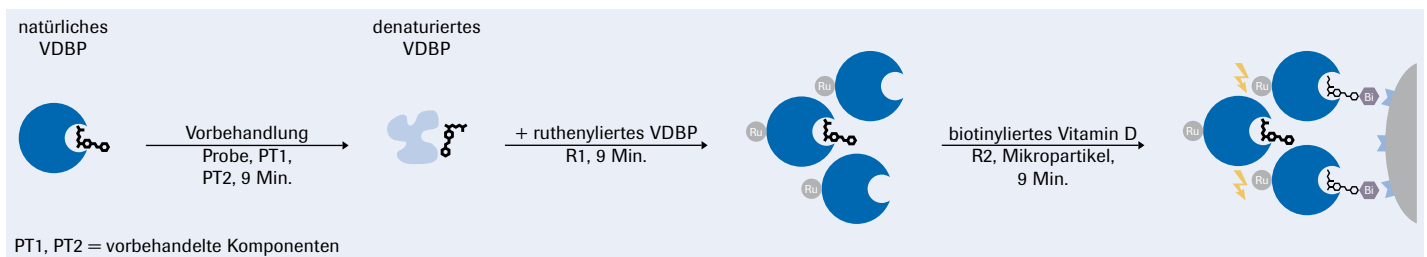 natürliches
VDBP
denaturiertes
VDBP
Vorbehandlung
Probe, PT1,
PT2, 9 Min.
+ ruthenyliertes VDBP
R1, 9 Min.
Ru
Ru
Ru
biotinyliertes Vitamin D
R2, Mikropartikel,
9 Min.
Ru
Bi
Ru
Ru
Bi
PT1, PT2 = vorbehandelte Komponenten